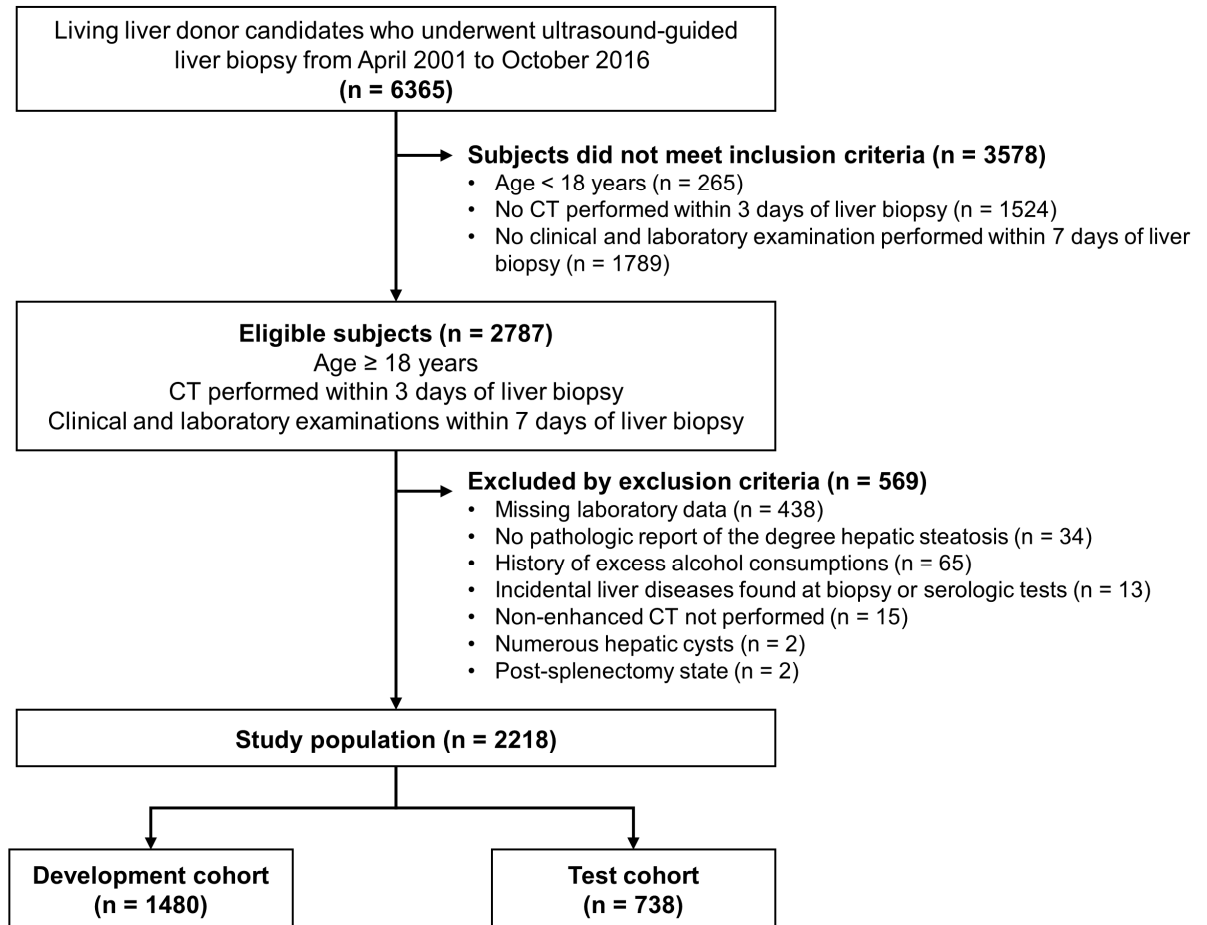 Living liver donor candidates who underwent ultrasound-guided
liver biopsy from April 2001 to October 2016
(n = 6365)
Subjects did not meet inclusion criteria (n = 3578)
• Age < 18 years (n = 265)
• No CT performed within 3 days of liver biopsy (n = 1524)
• No clinical and laboratory examination performed within 7 days of liver
biopsy (n = 1789)
Eligible subjects (n = 2787)
Age ≥ 18 years
CT performed within 3 days of liver biopsy
Clinical and laboratory examinations within 7 days of liver biopsy
Excluded by exclusion criteria (n = 569)
• Missing laboratory data (n = 438)
• No pathologic report of the degree hepatic steatosis (n = 34)
• History of excess alcohol consumptions (n = 65)
• Incidental liver diseases found at biopsy or serologic tests (n = 13)
• Non-enhanced CT not performed (n = 15)
• Numerous hepatic cysts (n = 2)
• Post-splenectomy state (n = 2)
Study population (n = 2218)
Development cohort
(n = 1480)
Test cohort
(n = 738)